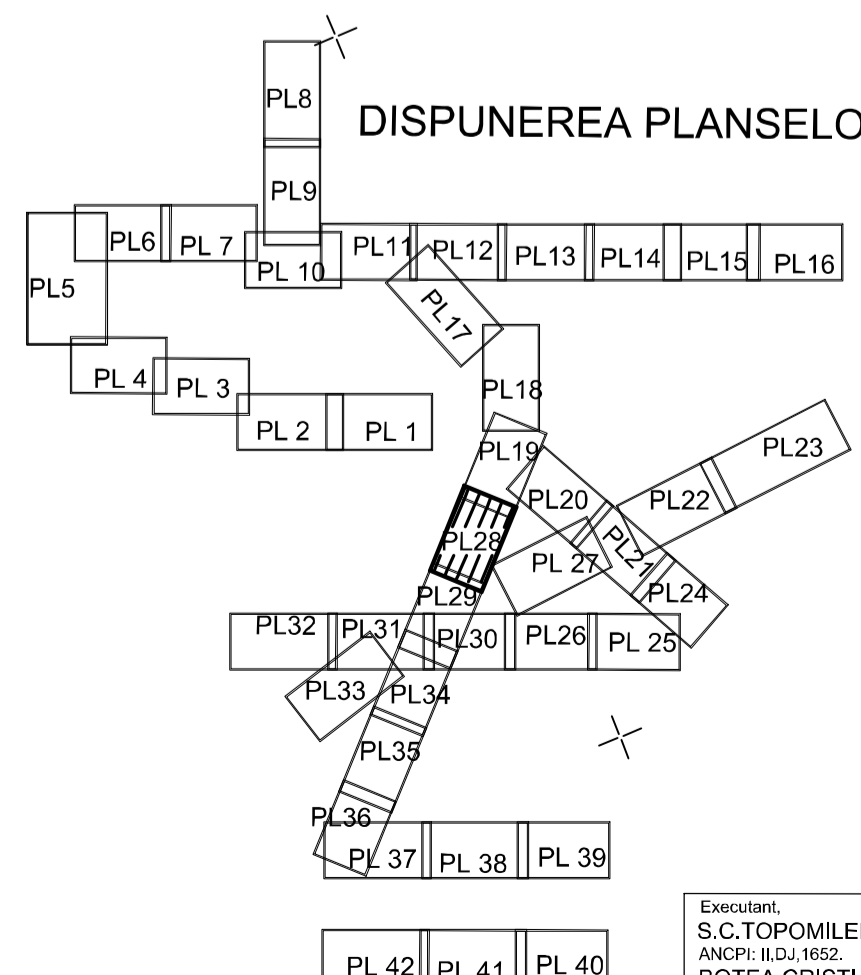 PL8
DISPUNEREA PLANSELO
PL9
PL6
PL 7
PL11
PL12
PL13
PL14
PL15
PL16
PL 10
PL5
PL17
PL 4
PL 3
PL18
PL 2
PL 1
PL19
PL23
PL20
PL22
PL28
PL21
PL 27
PL29
PL24
PL32
PL31
PL30
PL26
PL 25
PL33
PL34
PL35
PL36
PL 37
PL 38
PL 39
PL 42
PL 41
PL 40
Executant,
S.C.TOPOMILE
ANCPI: II,DJ,1652.